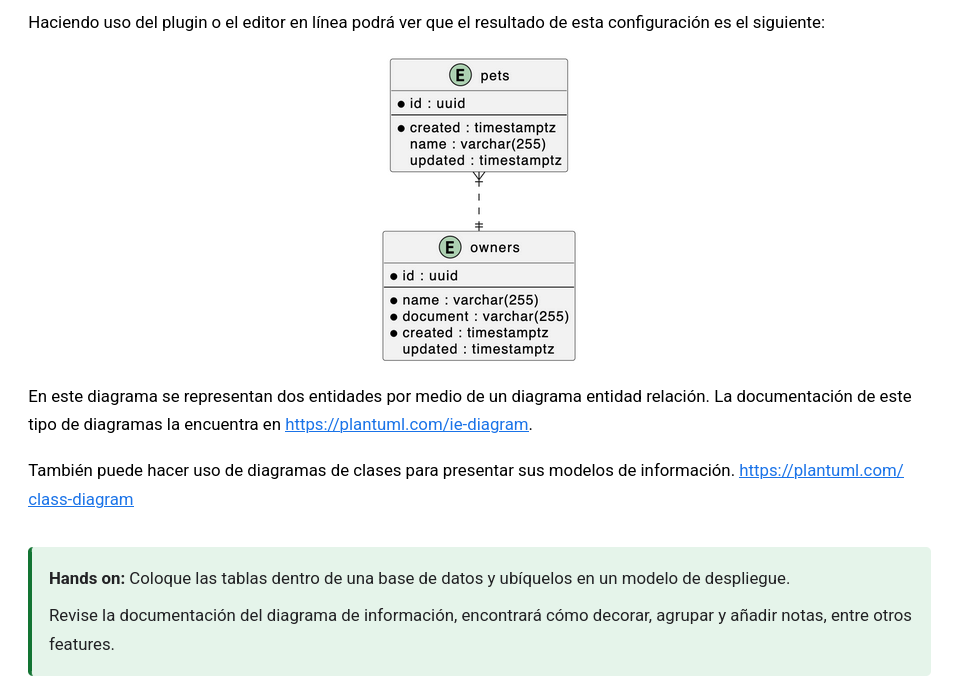 Haciendo uso del plugin o el editor en línea podrá ver que el resultado de esta configuración es el siguiente:
E pets
● id : uuid
● created : timestamptz
name : varchar(255)
updated : timestamptz
E owners
● id : uuid
● name : varchar(255)
● document : varchar(255)
● created : timestamptz
updated : timestamptz
En este diagrama se representan dos entidades por medio de un diagrama entidad relación. La documentación de este
tipo de diagramas la encuentra en https://plantuml.com/ie-diagram.
También puede hacer uso de diagramas de clases para presentar sus modelos de información. https://plantuml.com/
class-diagram
Hands on: Coloque las tablas dentro de una base de datos y ubíquelos en un modelo de despliegue.
Revise la documentación del diagrama de información, encontrará cómo decorar, agrupar y añadir notas, entre otros
features.